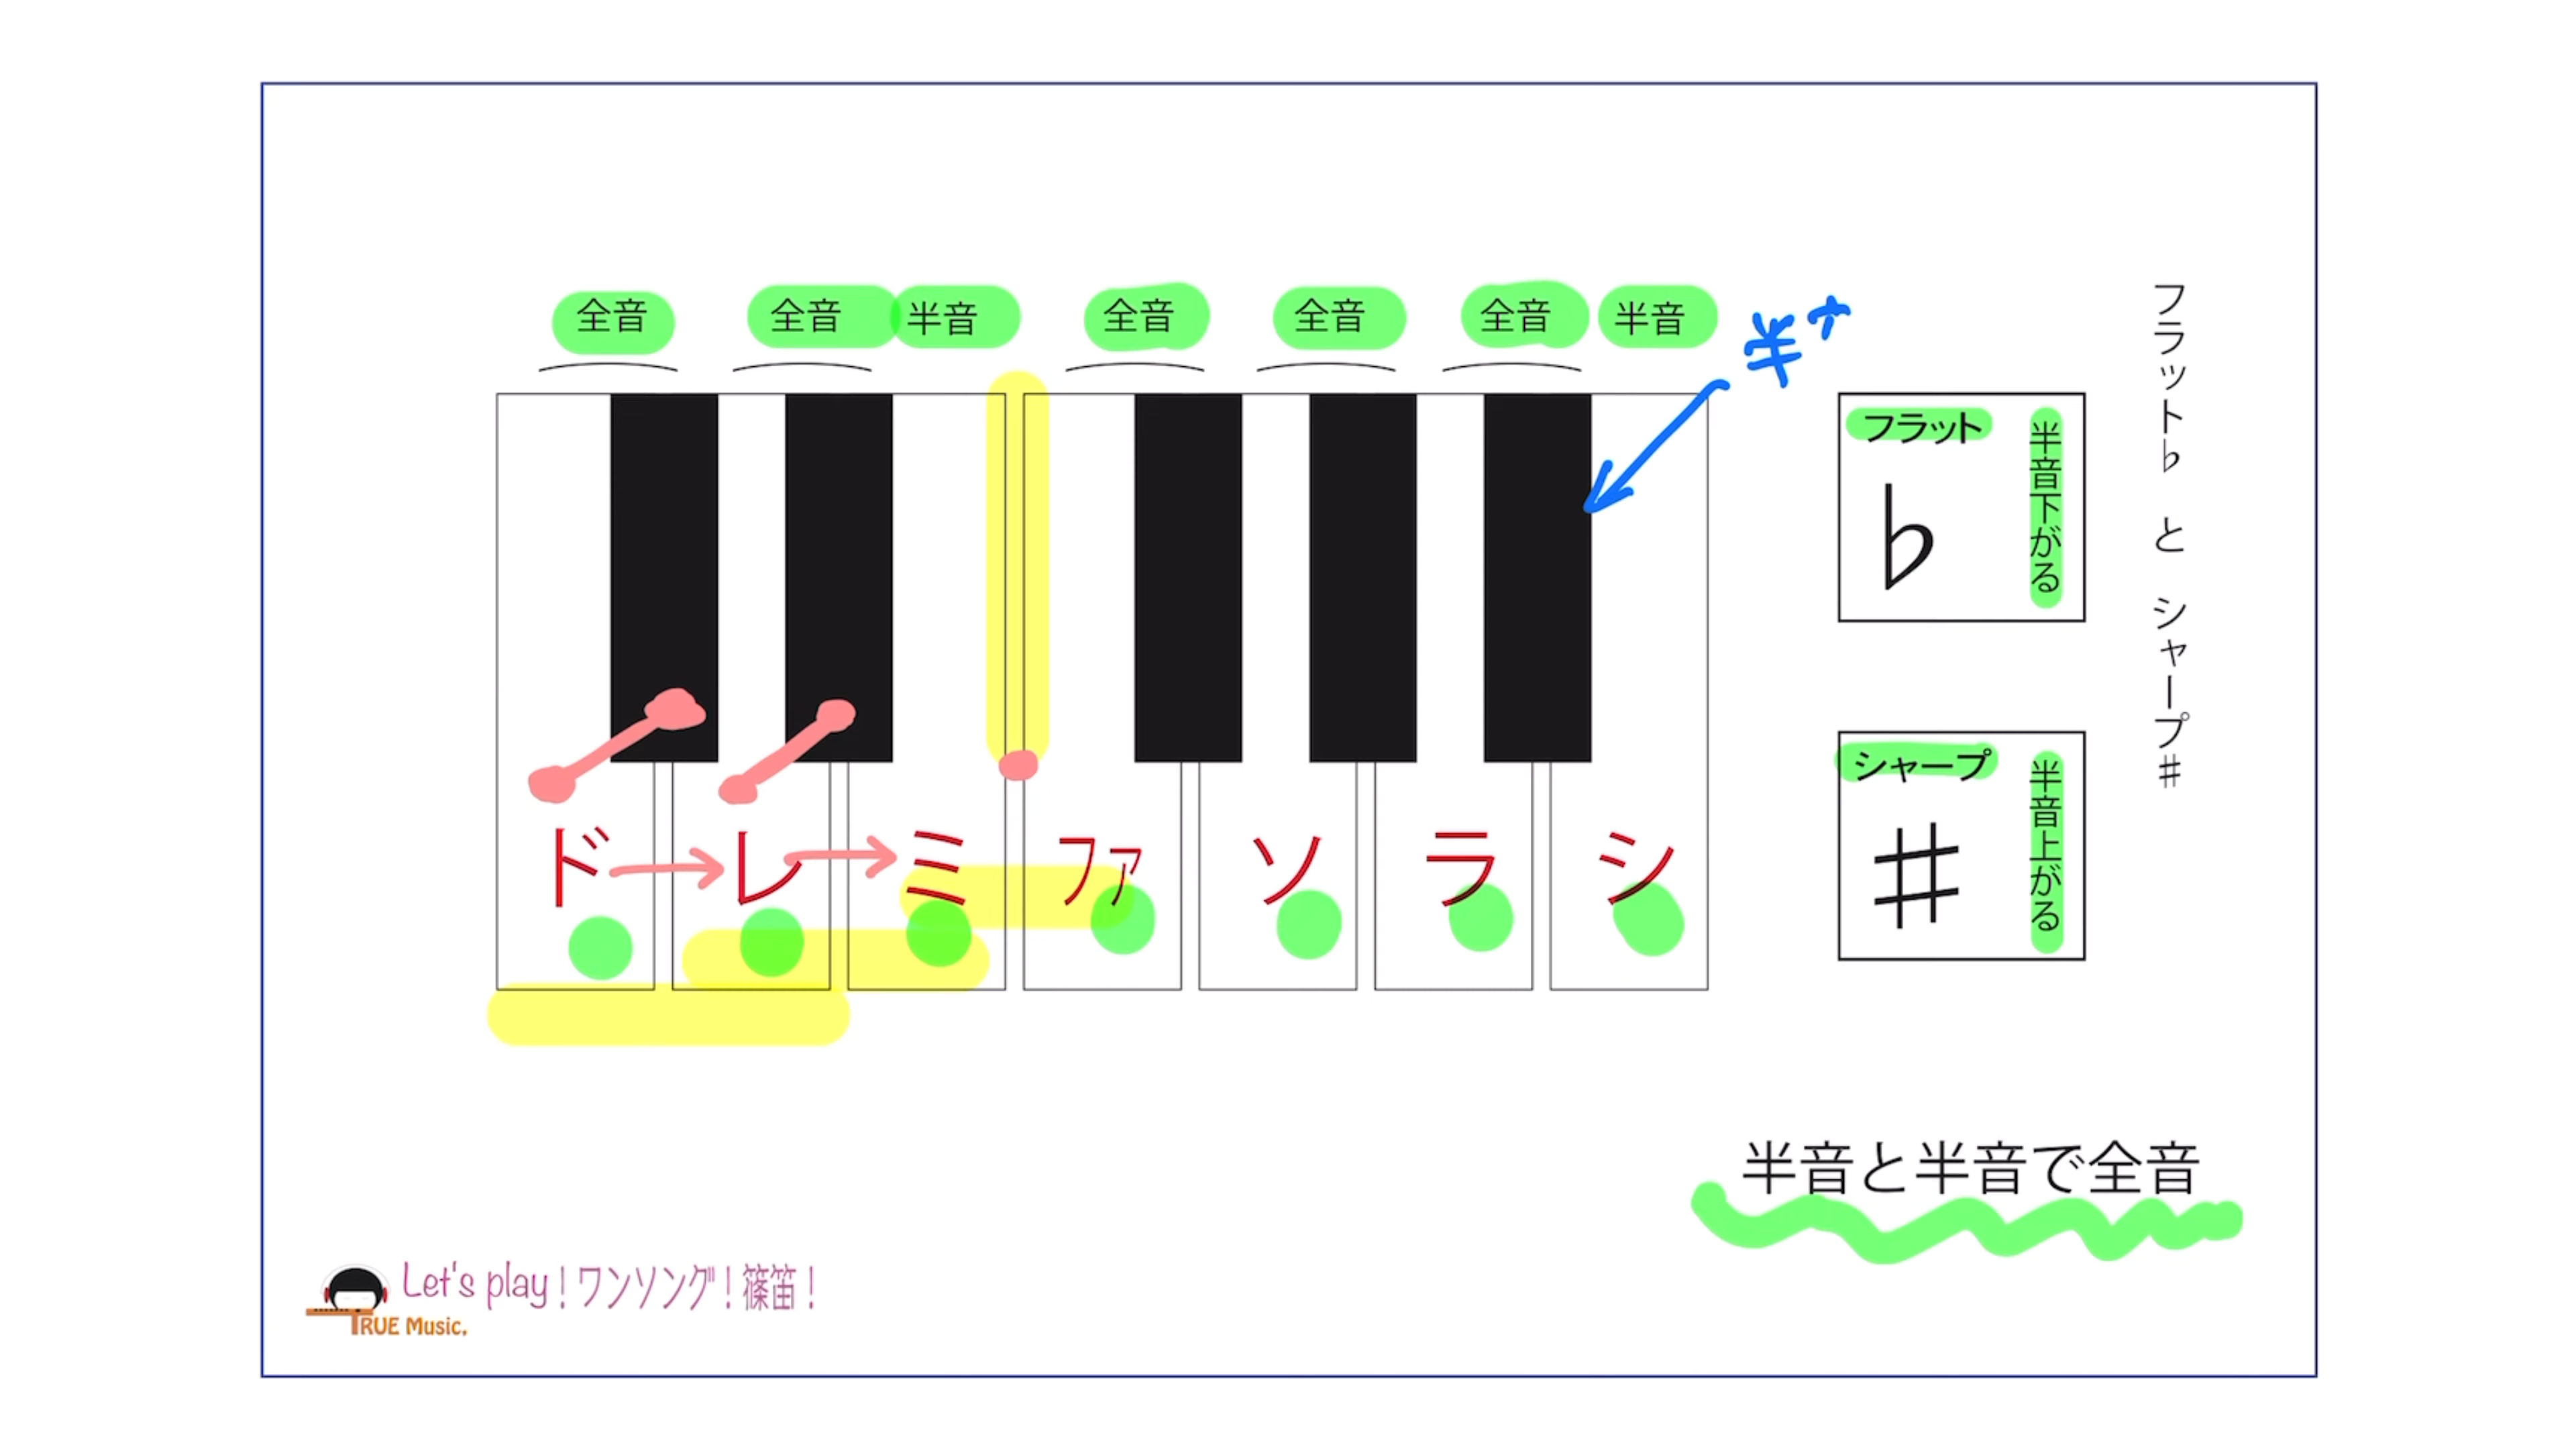 フラット♭ と シャープ♯
全音 全音 半音 全音 全音 全音 半音
半
フラット
半音下がる
♭
シャープ
半音上がる
♯
ド レ ミ ファ ソ ラ シ
半音と半音で全音
Let's play！ワンソング！篠笛！
TRUE Music.